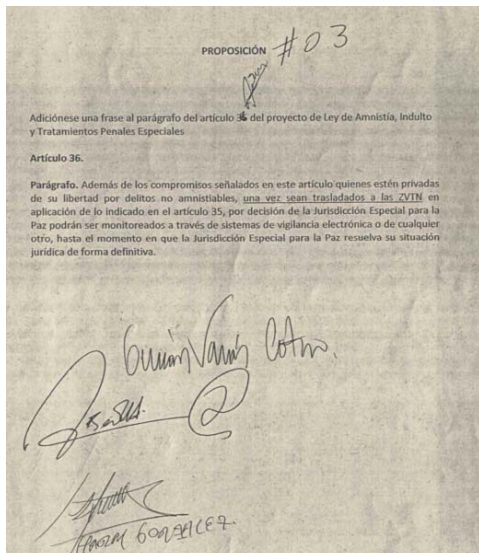 PROPOSICIÓN #03
Adiciónese una frase al parágrafo del artículo 36 del proyecto de Ley de Amnistía, Indulto
y Tratamientos Penales Especiales
Artículo 36.
Parágrafo. Además de los compromisos señalados en este artículo quienes estén privadas
de su libertad por delitos no amnistiables, una vez sean trasladados a las ZVTN en
aplicación de lo indicado en el artículo 35, por decisión de la Jurisdicción Especial para la
Paz podrán ser monitoreados a través de sistemas de vigilancia electrónica o de cualquier
otro, hasta el momento en que la Jurisdicción Especial para la Paz resuelva su situación
jurídica de forma definitiva.
Germán Varón Cotrino.